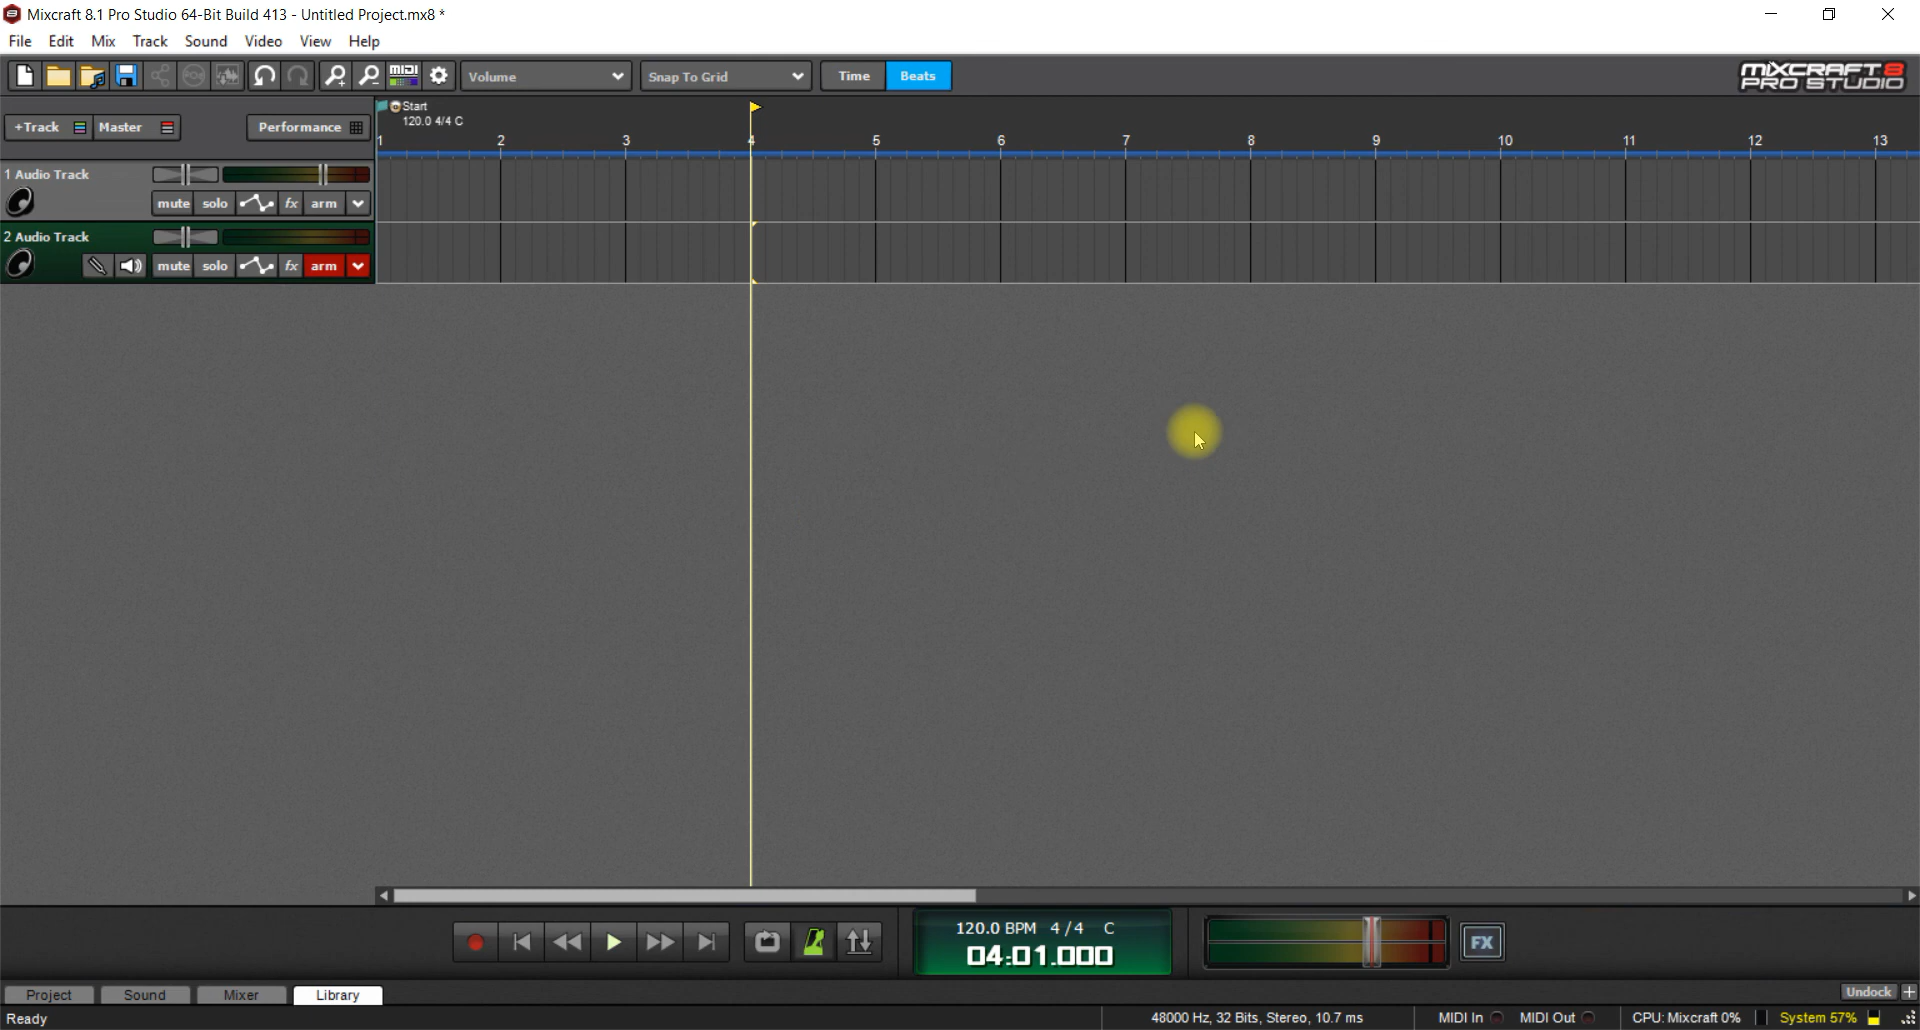 Mixcraft 8.1 Pro Studio 64-Bit Build 413 - Untitled Project.mx8 *
File Edit Mix Track Sound Video View Help
MIDI Volume Snap To Grid Time Beats MIXCRAFT 8
PRO STUDIO
Start
120.0 4/4 C
+Track Master Performance
1 2 3 4 5 6 7 8 9 10 11 12 13
1 Audio Track
mute solo fx arm
2 Audio Track
mute solo fx arm
120.0 BPM 4/4 C
04:01.000
FX
Project Sound Mixer Library Undock +
Ready 48000 Hz, 32 Bits, Stereo, 10.7 ms MIDI In MIDI Out CPU: Mixcraft 0% System 57%